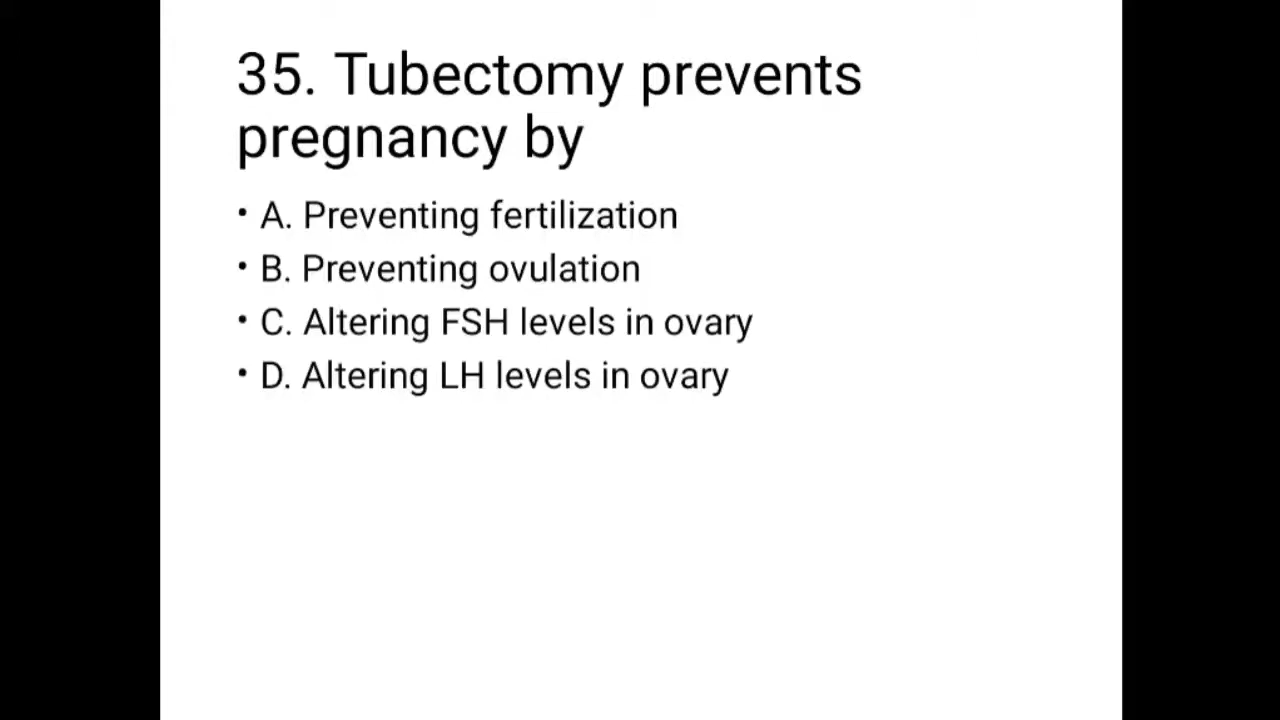 35. Tubectomy prevents
pregnancy by
• A. Preventing fertilization
• B. Preventing ovulation
• C. Altering FSH levels in ovary
• D. Altering LH levels in ovary